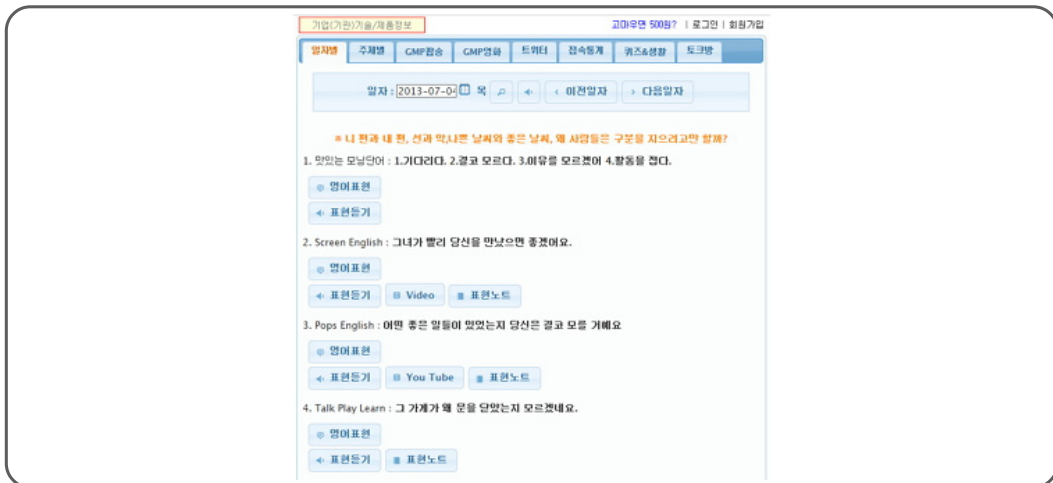 기업(기관)기술/제품정보 고마우면 500원? | 로그인 | 회원가입
일자별 주제별 GMP방송 GMP영화 트위터 접속통계 퀴즈&생활 토크방
일자 : 2013-07-04 목 이전일자 다음일자
※ 니 편과 내 편, 선과 악,나쁜 날씨와 좋은 날씨, 왜 사람들은 구분을 지으려고만 할까?
1. 맛있는 모닝단어 : 1.기다리다. 2.결코 모르다. 3.이유를 모르겠어 4.활동을 접다.
영어표현
표현듣기
2. Screen English : 그녀가 빨리 당신을 만났으면 좋겠어요.
영어표현
표현듣기 Video 표현노트
3. Pops English : 어떤 좋은 일들이 있었는지 당신은 결코 모를 거예요
영어표현
표현듣기 You Tube 표현노트
4. Talk Play Learn : 그 가게가 왜 문을 닫았는지 모르겠네요.
영어표현
표현듣기 표현노트